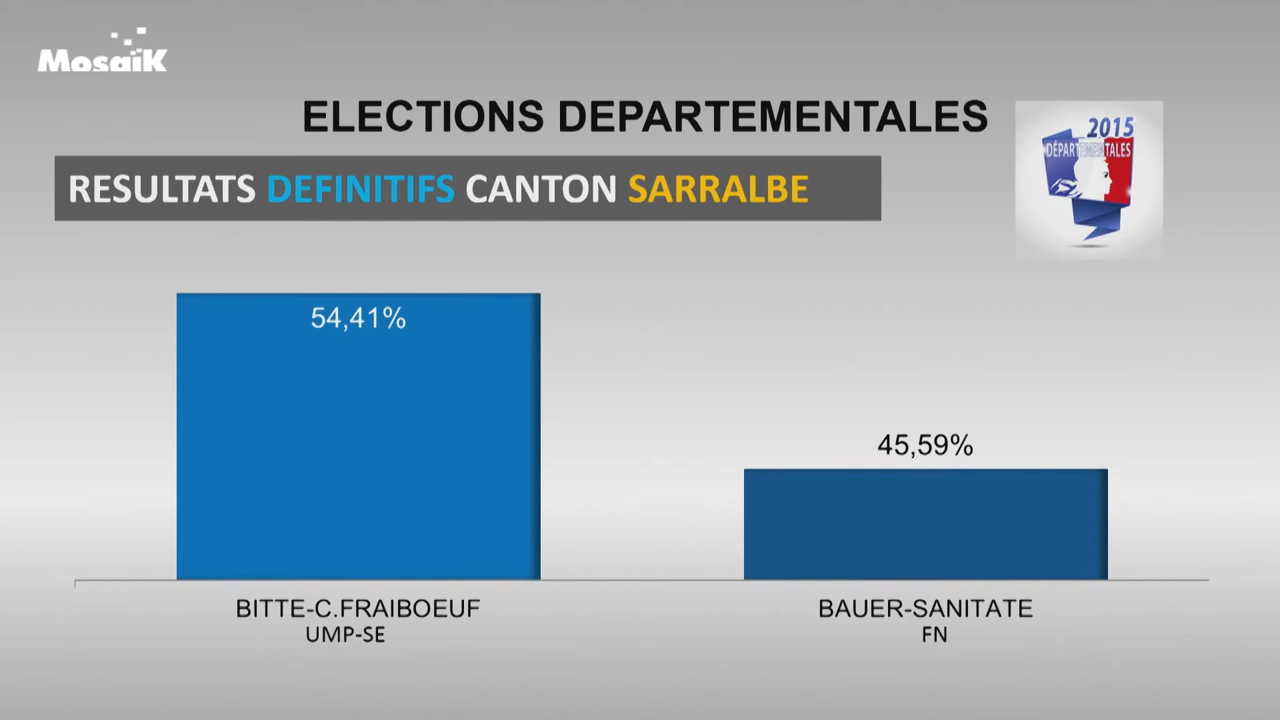 MosaïK
ELECTIONS DEPARTEMENTALES
2015
DÉPARTEMENTALES
RESULTATS DEFINITIFS CANTON SARRALBE
54,41%
45,59%
BITTE-C.FRAIBOEUF
UMP-SE
BAUER-SANITATE
FN